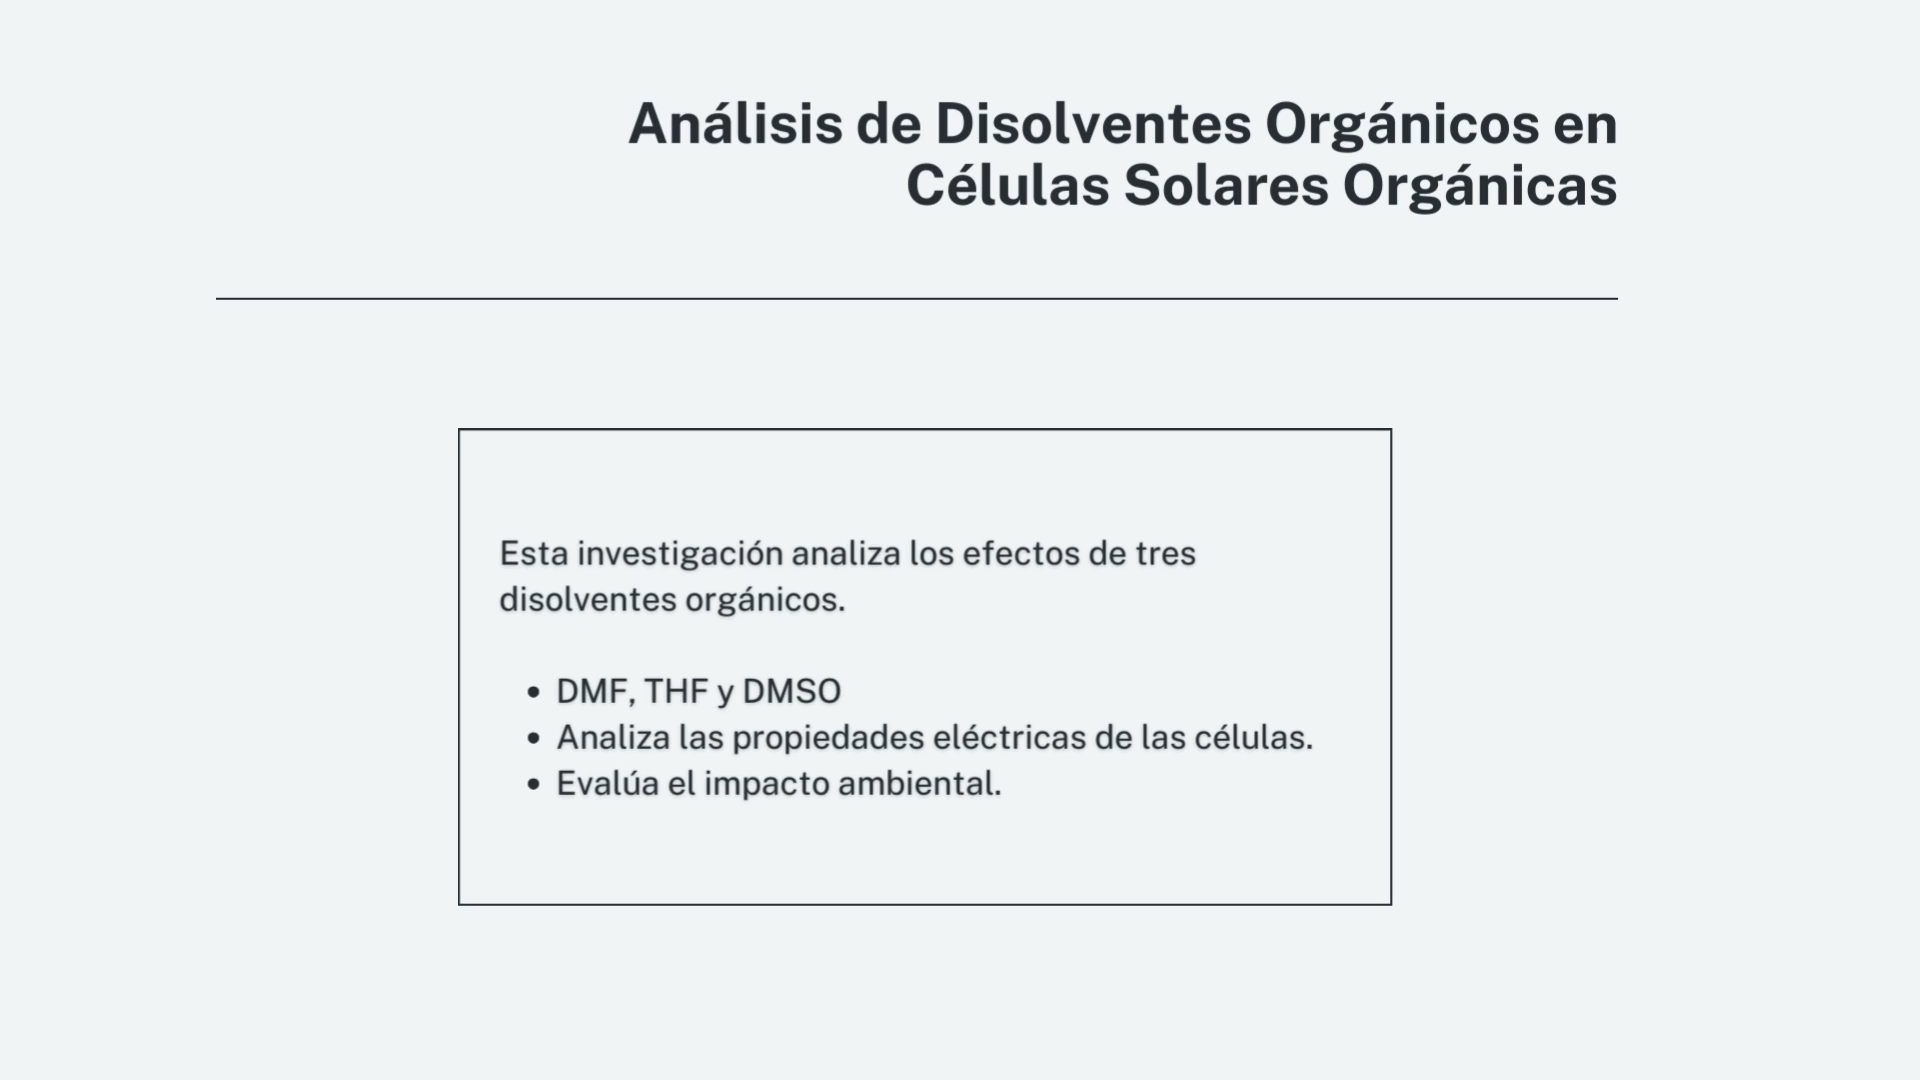 Análisis de Disolventes Orgánicos en
Células Solares Orgánicas
Esta investigación analiza los efectos de tres
disolventes orgánicos.
• DMF, THF y DMSO
• Analiza las propiedades eléctricas de las células.
• Evalúa el impacto ambiental.